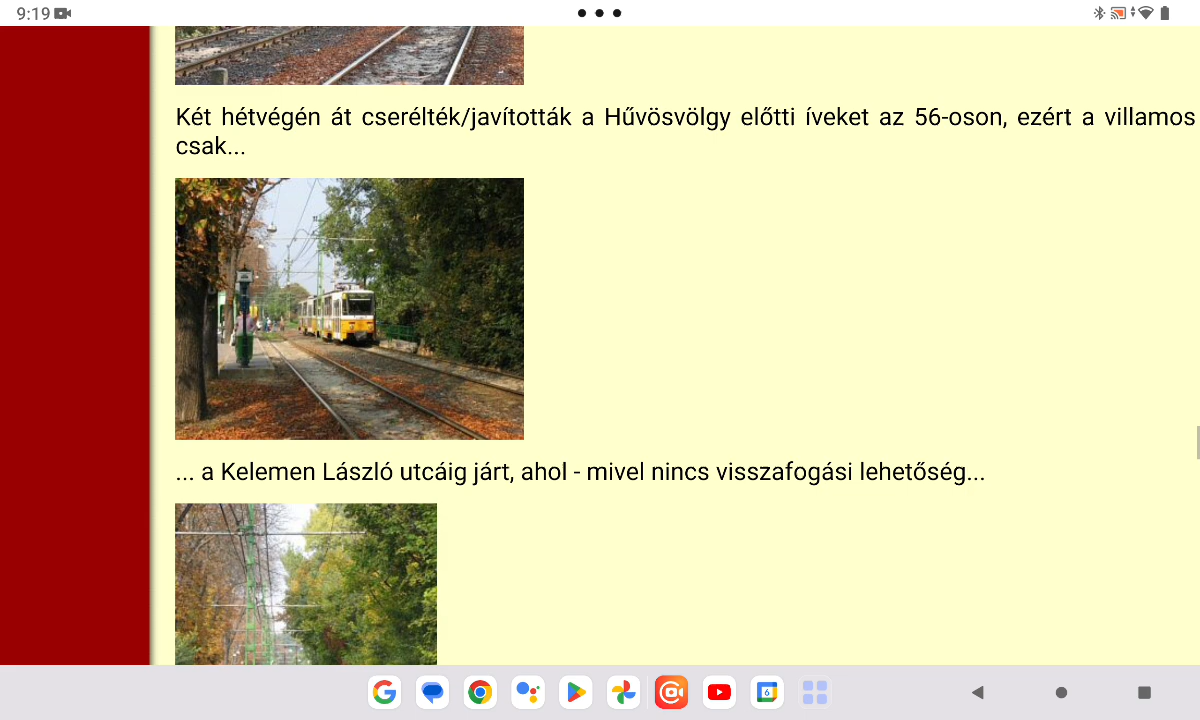 9:19
Két hétvégén át cserélték/javították a Hűvösvölgy előtti íveket az 56-oson, ezért a villamos
csak...
... a Kelemen László utcáig járt, ahol - mivel nincs visszafogási lehetőség...
6